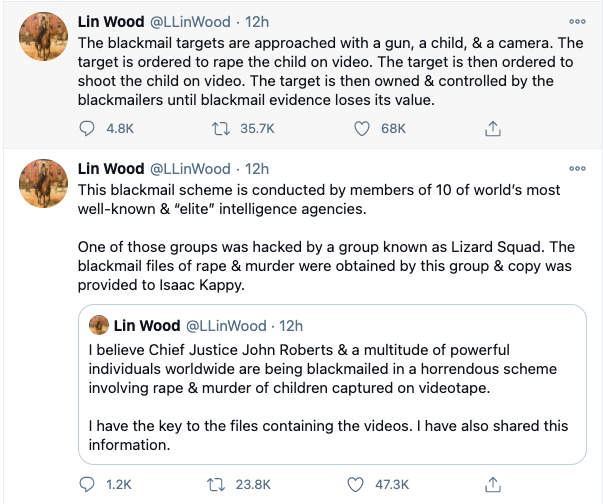 Lin Wood @LLinWood · 12h
The blackmail targets are approached with a gun, a child, & a camera. The
target is ordered to rape the child on video. The target is then ordered to
shoot the child on video. The target is then owned & controlled by the
blackmailers until blackmail evidence loses its value.
4.8K 35.7K 68K
Lin Wood @LLinWood · 12h
This blackmail scheme is conducted by members of 10 of world's most
well-known & "elite" intelligence agencies.
One of those groups was hacked by a group known as Lizard Squad. The
blackmail files of rape & murder were obtained by this group & copy was
provided to Isaac Kappy.
Lin Wood @LLinWood · 12h
I believe Chief Justice John Roberts & a multitude of powerful
individuals worldwide are being blackmailed in a horrendous scheme
involving rape & murder of children captured on videotape.
I have the key to the files containing the videos. I have also shared this
information.
1.2K 23.8K 47.3K